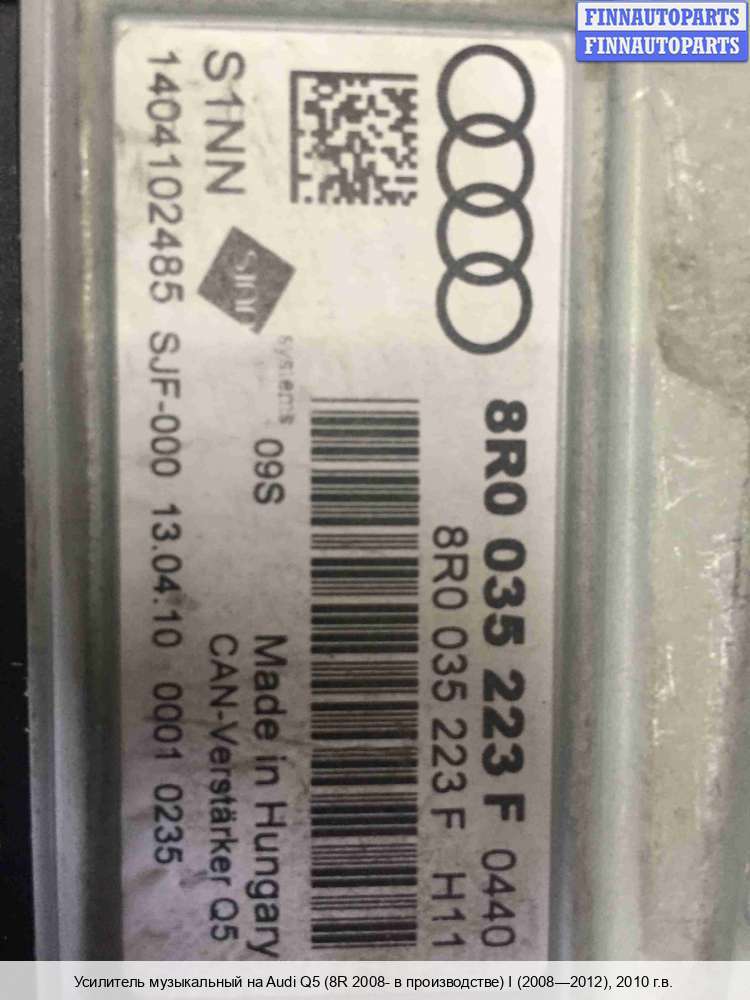 FINNAUTOPARTS
FINNAUTOPARTS
8R0 035 223 F 0440
8R0 035 223 F H11
S1NN
sinn
systems
09S
Made in Hungary
CAN-Verstärker Q5
1404102485 SJF-000 13.04.10 0001 0235
Усилитель музыкальный на Audi Q5 (8R 2008- в производстве) I (2008—2012), 2010 г.в.